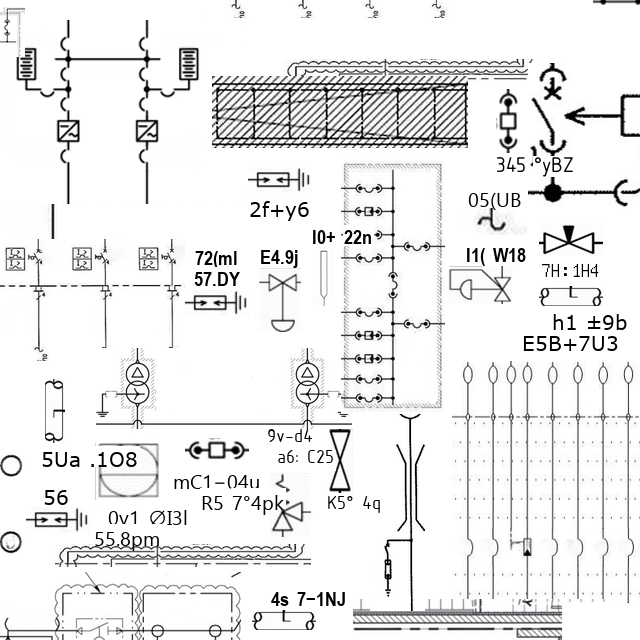 345 °yBZ
05(UB
2f+y6
I0+ 22n
72(ml
57.DY
E4.9j
I1( W18
7H: 1H4
h1 ±9b
E5B+7U3
9v-d4
a6: C25
5Ua .1O8
mC1-04u
R5 7°4pk
K5° 4q
56
0v1 ∅I3l
55.8pm
4s 7-1NJ